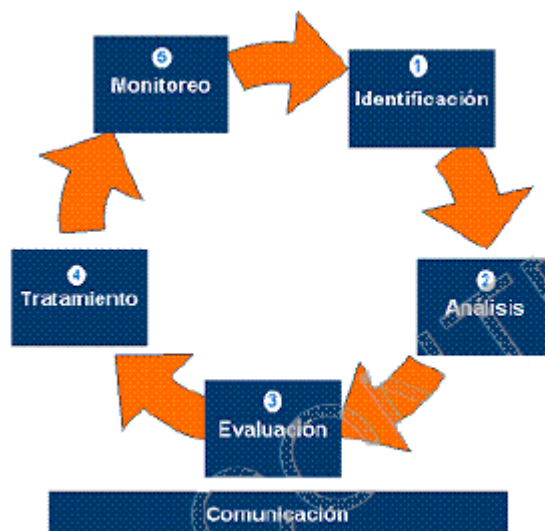 1
Identificación
2
Análisis
3
Evaluación
4
Tratamiento
5
Monitoreo
Comunicación